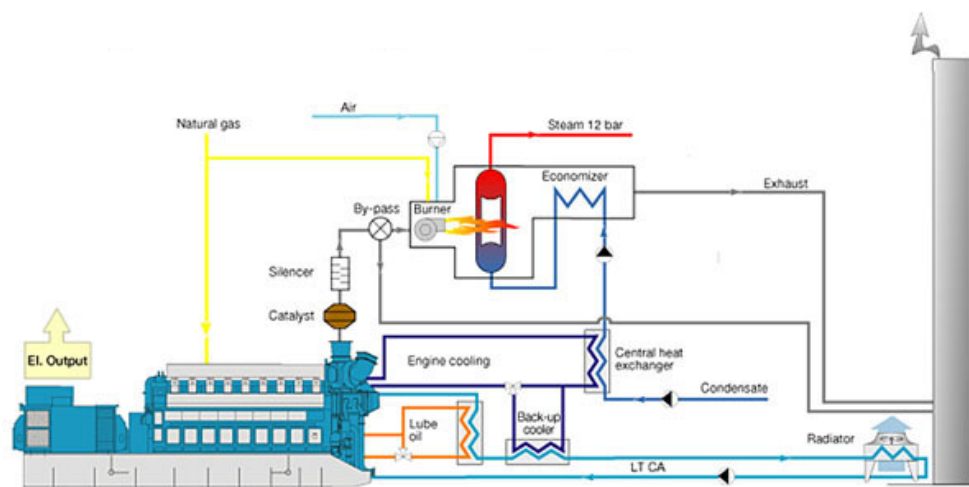 Air
Natural gas
Steam 12 bar
Economizer
By-pass
Burner
Exhaust
Silencer
Catalyst
El. Output
Engine cooling
Central heat
exchanger
Condensate
Lube
oil
Back-up
cooler
Radiator
LT CA